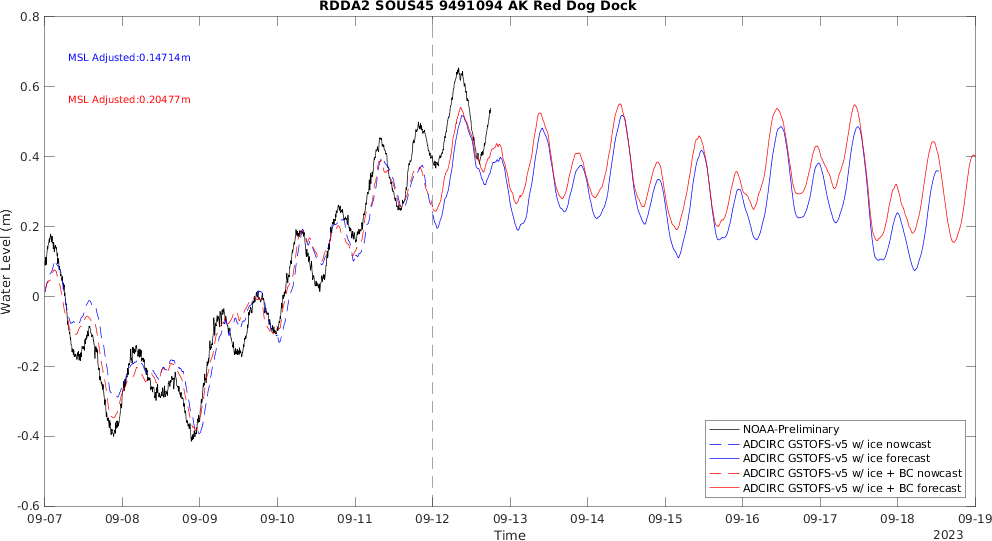 RDDA2 SOUS45 9491094 AK Red Dog Dock
0.8
0.6
0.4
0.2
0
-0.2
-0.4
-0.6
Water Level (m)
MSL Adjusted:0.14714m
MSL Adjusted:0.20477m
NOAA-Preliminary
ADCIRC GSTOFS-v5 w/ ice nowcast
ADCIRC GSTOFS-v5 w/ ice forecast
ADCIRC GSTOFS-v5 w/ ice + BC nowcast
ADCIRC GSTOFS-v5 w/ ice + BC forecast
09-07 09-08 09-09 09-10 09-11 09-12 09-13 09-14 09-15 09-16 09-17 09-18 09-19
Time
2023